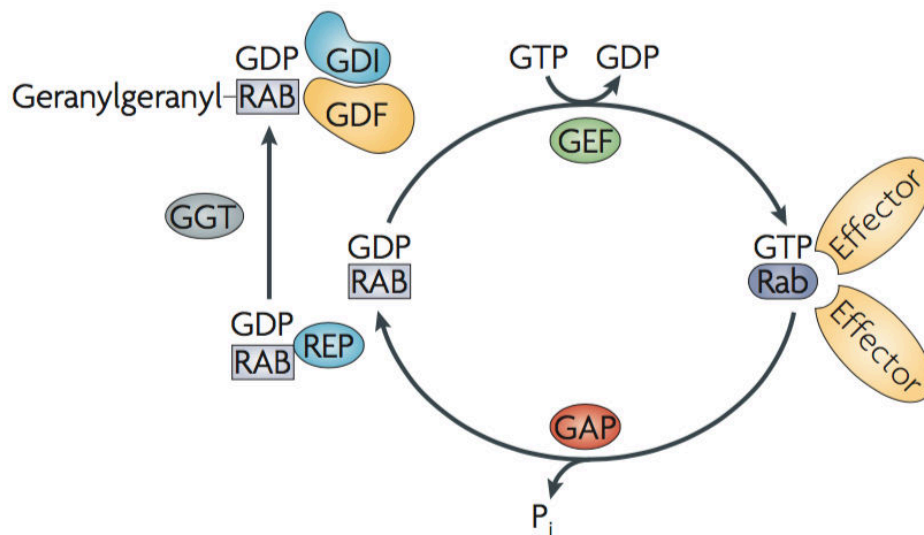 GDP
GDI
Geranylgeranyl
RAB
GDF
GGT
GDP
RAB
REP
GTP
GDP
GEF
GDP
RAB
GTP
Rab
Effector
Effector
GAP
Pi